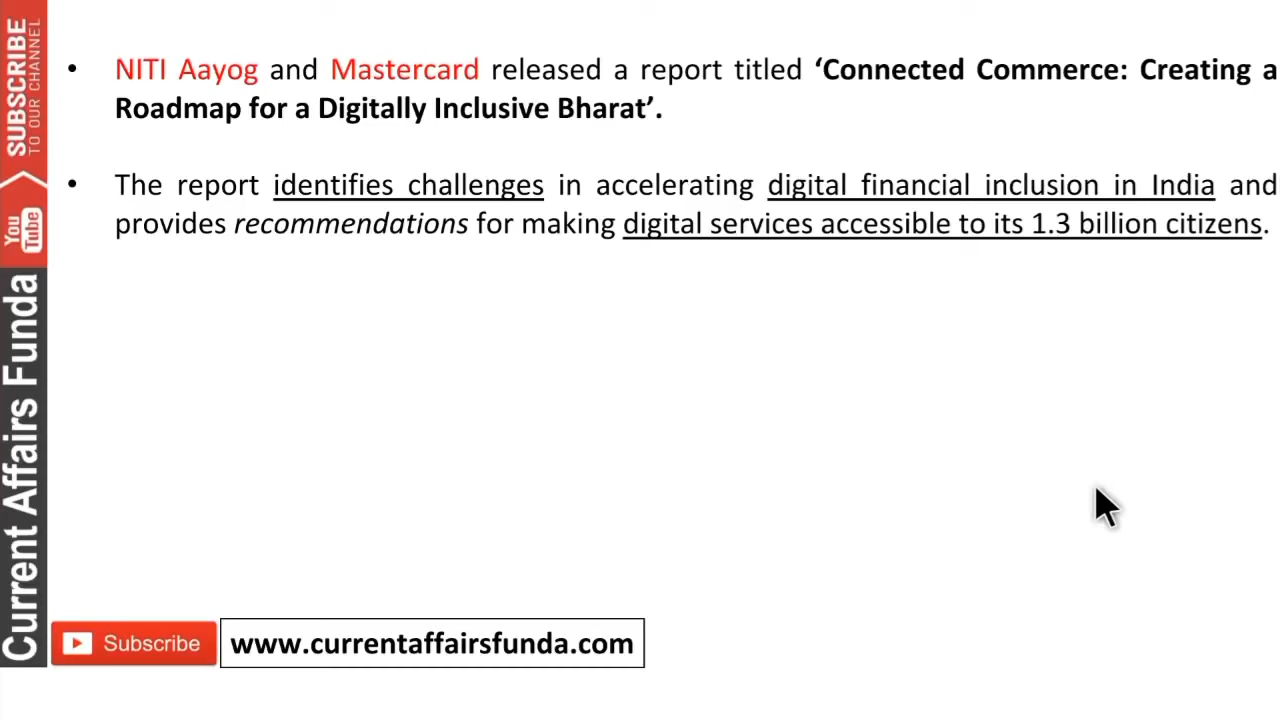 • NITI Aayog and Mastercard released a report titled ‘Connected Commerce: Creating a
Roadmap for a Digitally Inclusive Bharat’.
• The report identifies challenges in accelerating digital financial inclusion in India and
provides recommendations for making digital services accessible to its 1.3 billion citizens.
SUBSCRIBE
TO OUR CHANNEL
You
Tube
Current Affairs Funda
Subscribe
www.currentaffairsfunda.com